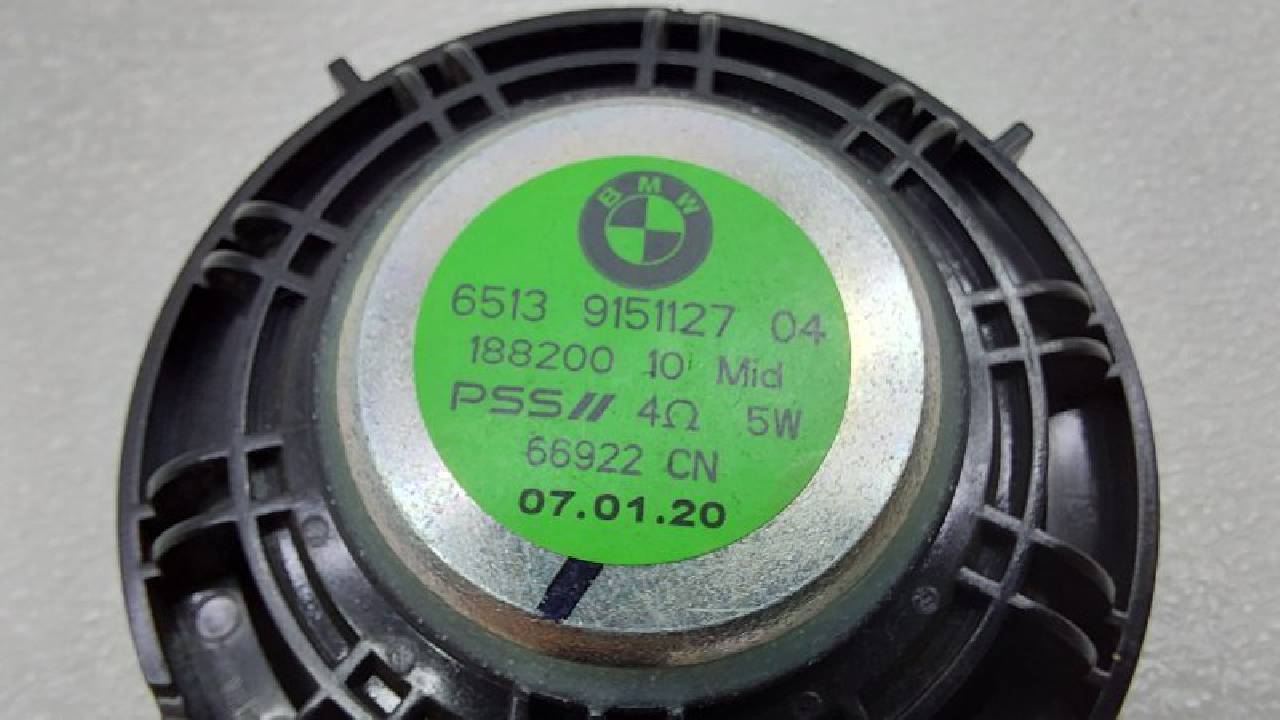 BMW
6513 9151127 04
188200 10 Mid
PSS// 4Ω 5W
66922 CN
07.01.20